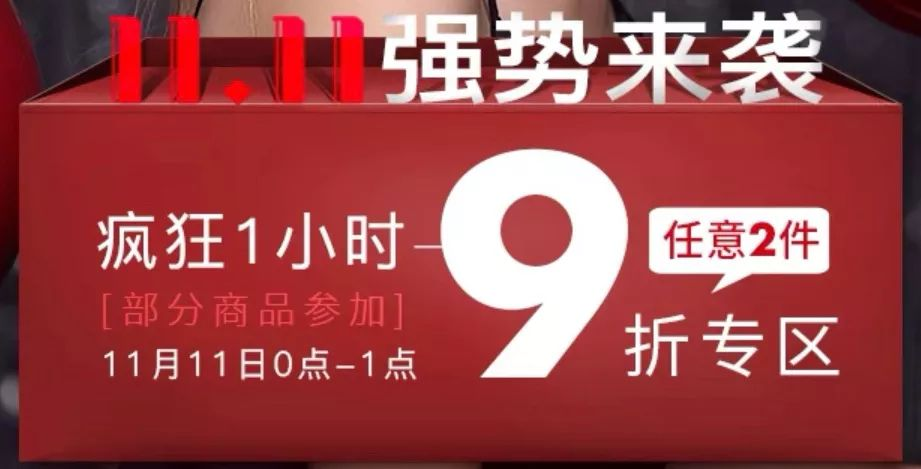 11.11强势来袭
疯狂1小时—9折专区
任意2件
[部分商品参加]
11月11日0点–1点